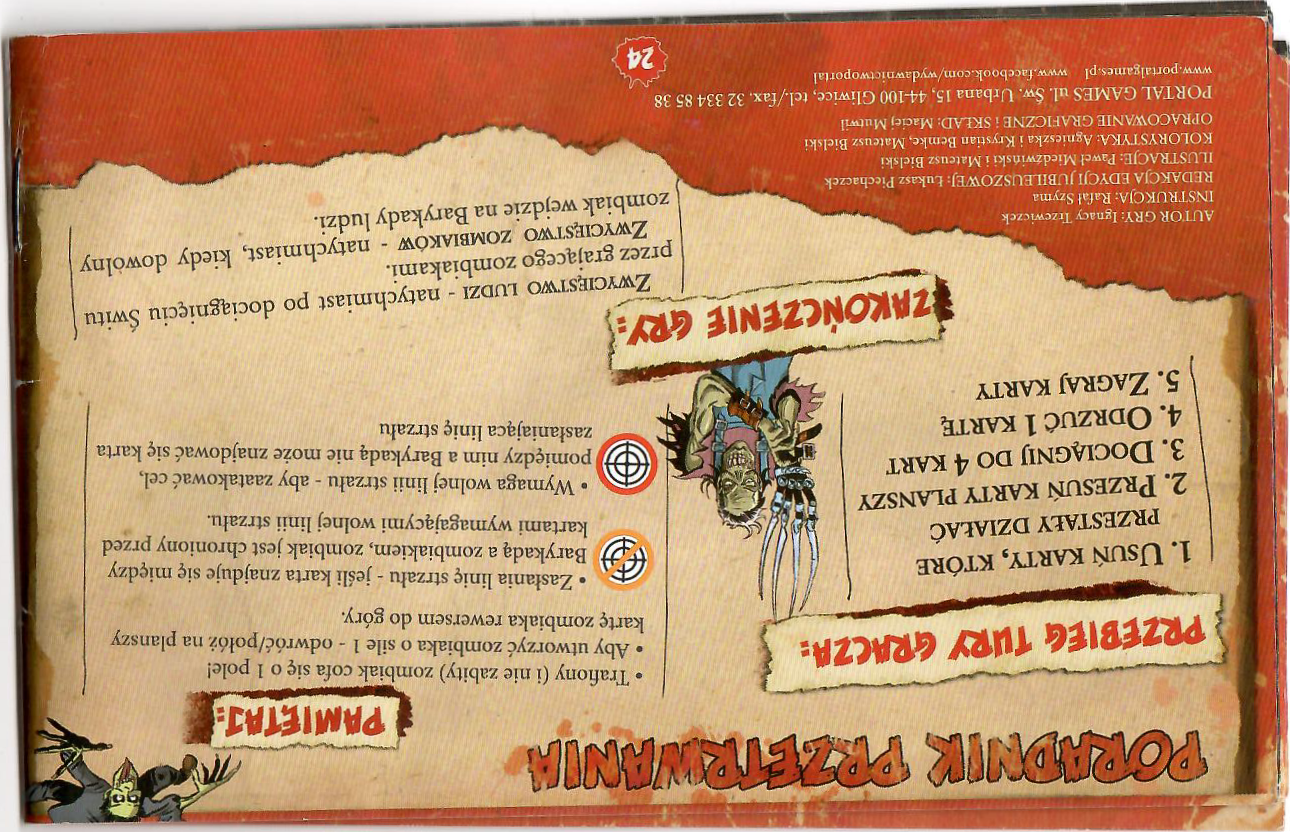 PORADNIK PRZETRWANIA
PRZEBIEG TURY GRACZA:
1. USUŃ KARTY, KTÓRE
PRZESTAŁY DZIAŁAĆ
2. PRZESUŃ KARTY PLANSZY
3. DOCIĄGNIJ DO 4 KART
4. ODRZUĆ 1 KARTĘ
5. ZAGRAJ KARTY
PAMIĘTAJ:
• Trafiony (i nie zabity) zombiak cofa się o 1 pole!
• Aby utworzyć zombiaka o sile 1 - odwróć/połóż na planszy
kartę zombiaka rewersem do góry.
• Zasłania linię strzału - jeśli karta znajduje się między
Barykadą a zombiakiem, zombiak jest chroniony przed
kartami wymagającymi wolnej linii strzału.
• Wymaga wolnej linii strzału - aby zaatakować cel,
pomiędzy nim a Barykadą nie może znajdować się karta
zasłaniająca linię strzału
ZAKOŃCZENIE GRY:
ZWYCIĘSTWO LUDZI - natychmiast po dociągnięciu Świtu
przez grającego zombiakami.
ZWYCIĘSTWO ZOMBIAKÓW - natychmiast, kiedy dowolny
zombiak wejdzie na Barykady ludzi.
AUTOR GRY: Ignacy Trzewiczek
INSTRUKCJA: Rafał Szyma
REDAKCJA EDYCJI JUBILEUSZOWEJ: Łukasz Piechaczek
ILUSTRACJE: Paweł Miedziński i Mateusz Bielski
KOLORYSTYKA: Agnieszka i Krystian Bemke, Mateusz Bielski
OPRACOWANIE GRAFICZNE i SKŁAD: Maciej Mutwil
PORTAL GAMES ul. Św. Urbana 15, 44-100 Gliwice, tel./fax. 32 334 85 38
www.portalgames.pl www.facebook.com/wydawnictwoportal
24